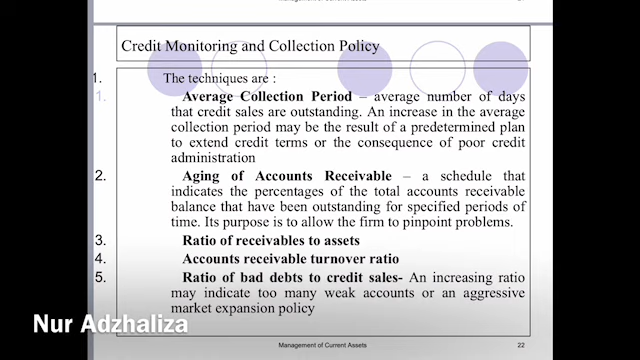 Management of Current Assets
Credit Monitoring and Collection Policy
1. The techniques are :
1. Average Collection Period – average number of days
that credit sales are outstanding. An increase in the average
collection period may be the result of a predetermined plan
to extend credit terms or the consequence of poor credit
administration
2. Aging of Accounts Receivable – a schedule that
indicates the percentages of the total accounts receivable
balance that have been outstanding for specified periods of
time. Its purpose is to allow the firm to pinpoint problems.
3. Ratio of receivables to assets
4. Accounts receivable turnover ratio
5. Ratio of bad debts to credit sales- An increasing ratio
may indicate too many weak accounts or an aggressive
market expansion policy
Nur Adzhaliza
Management of Current Assets 22